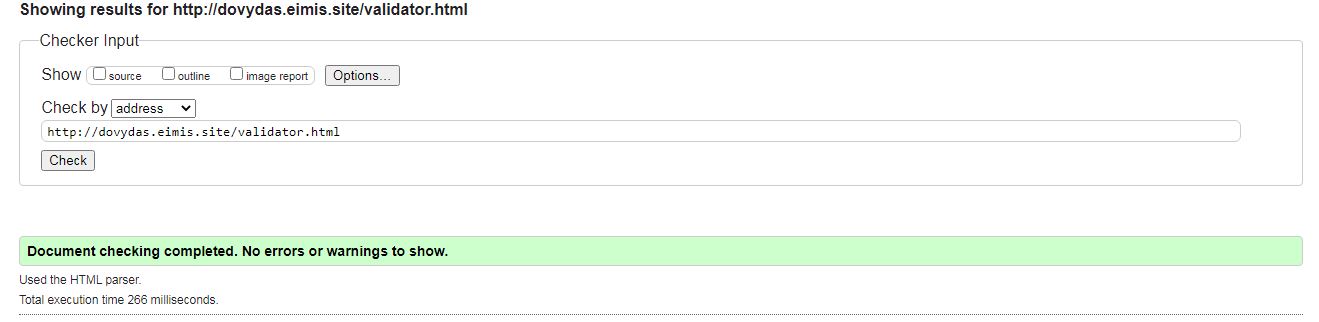 Showing results for http://dovydas.eimis.site/validator.html
Checker Input
Show source outline image report Options...
Check by address
http://dovydas.eimis.site/validator.html
Check
Document checking completed. No errors or warnings to show.
Used the HTML parser.
Total execution time 266 milliseconds.